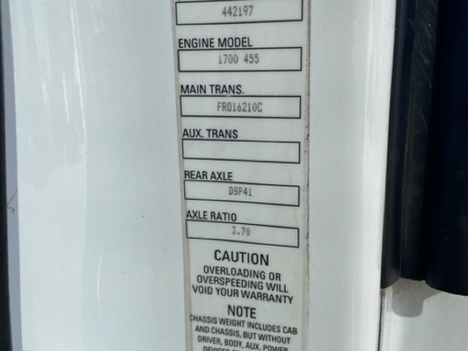 442197
ENGINE MODEL
1700 455
MAIN TRANS.
FRO16210C
AUX. TRANS
REAR AXLE
DSP41
AXLE RATIO
3.70
CAUTION
OVERLOADING OR
OVERSPEEDING WILL
VOID YOUR WARRANTY
NOTE
CHASSIS WEIGHT INCLUDES CAB
AND CHASSIS, BUT WITHOUT
DRIVER, BODY, AUX. POWER